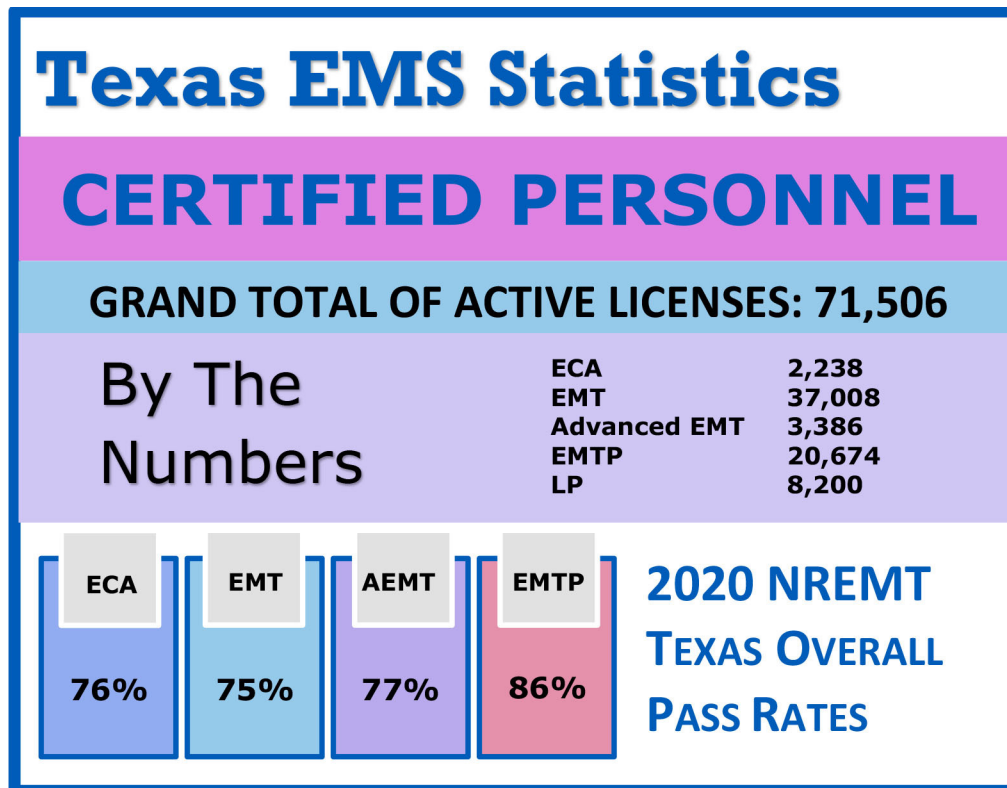 Texas EMS Statistics
CERTIFIED PERSONNEL
GRAND TOTAL OF ACTIVE LICENSES: 71,506
By The
Numbers
ECA 2,238
EMT 37,008
Advanced EMT 3,386
EMTP 20,674
LP 8,200
ECA EMT AEMT EMTP
76% 75% 77% 86%
2020 NREMT
TEXAS OVERALL
PASS RATES